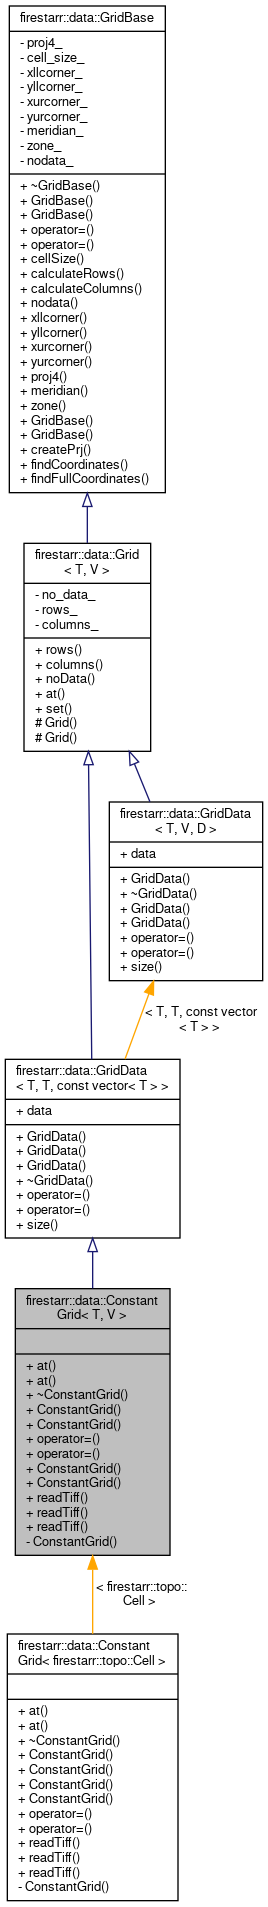 firestarr::data::GridBase
- proj4_
- cell_size_
- xllcorner_
- yllcorner_
- xurcorner_
- yurcorner_
- meridian_
- zone_
- nodata_
+ ~GridBase()
+ GridBase()
+ GridBase()
+ operator=()
+ operator=()
+ cellSize()
+ calculateRows()
+ calculateColumns()
+ nodata()
+ xllcorner()
+ yllcorner()
+ xurcorner()
+ yurcorner()
+ proj4()
+ meridian()
+ zone()
+ GridBase()
+ GridBase()
+ createPrj()
+ findCoordinates()
+ findFullCoordinates()
firestarr::data::Grid
< T, V >
- no_data_
- rows_
- columns_
+ rows()
+ columns()
+ noData()
+ at()
+ set()
# Grid()
# Grid()
firestarr::data::GridData
< T, V, D >
+ data
+ GridData()
+ ~GridData()
+ GridData()
+ GridData()
+ operator=()
+ operator=()
+ size()
< T, T, const vector
< T > >
firestarr::data::GridData
< T, T, const vector< T > >
+ data
+ GridData()
+ GridData()
+ GridData()
+ ~GridData()
+ operator=()
+ operator=()
+ size()
firestarr::data::Constant
Grid< T, V >
+ at()
+ at()
+ ~ConstantGrid()
+ ConstantGrid()
+ ConstantGrid()
+ operator=()
+ operator=()
+ ConstantGrid()
+ ConstantGrid()
+ readTiff()
+ readTiff()
+ readTiff()
- ConstantGrid()
< firestarr::topo::
Cell >
firestarr::data::Constant
Grid< firestarr::topo::Cell >
+ at()
+ at()
+ ~ConstantGrid()
+ ConstantGrid()
+ ConstantGrid()
+ ConstantGrid()
+ ConstantGrid()
+ operator=()
+ operator=()
+ readTiff()
+ readTiff()
+ readTiff()
- ConstantGrid()